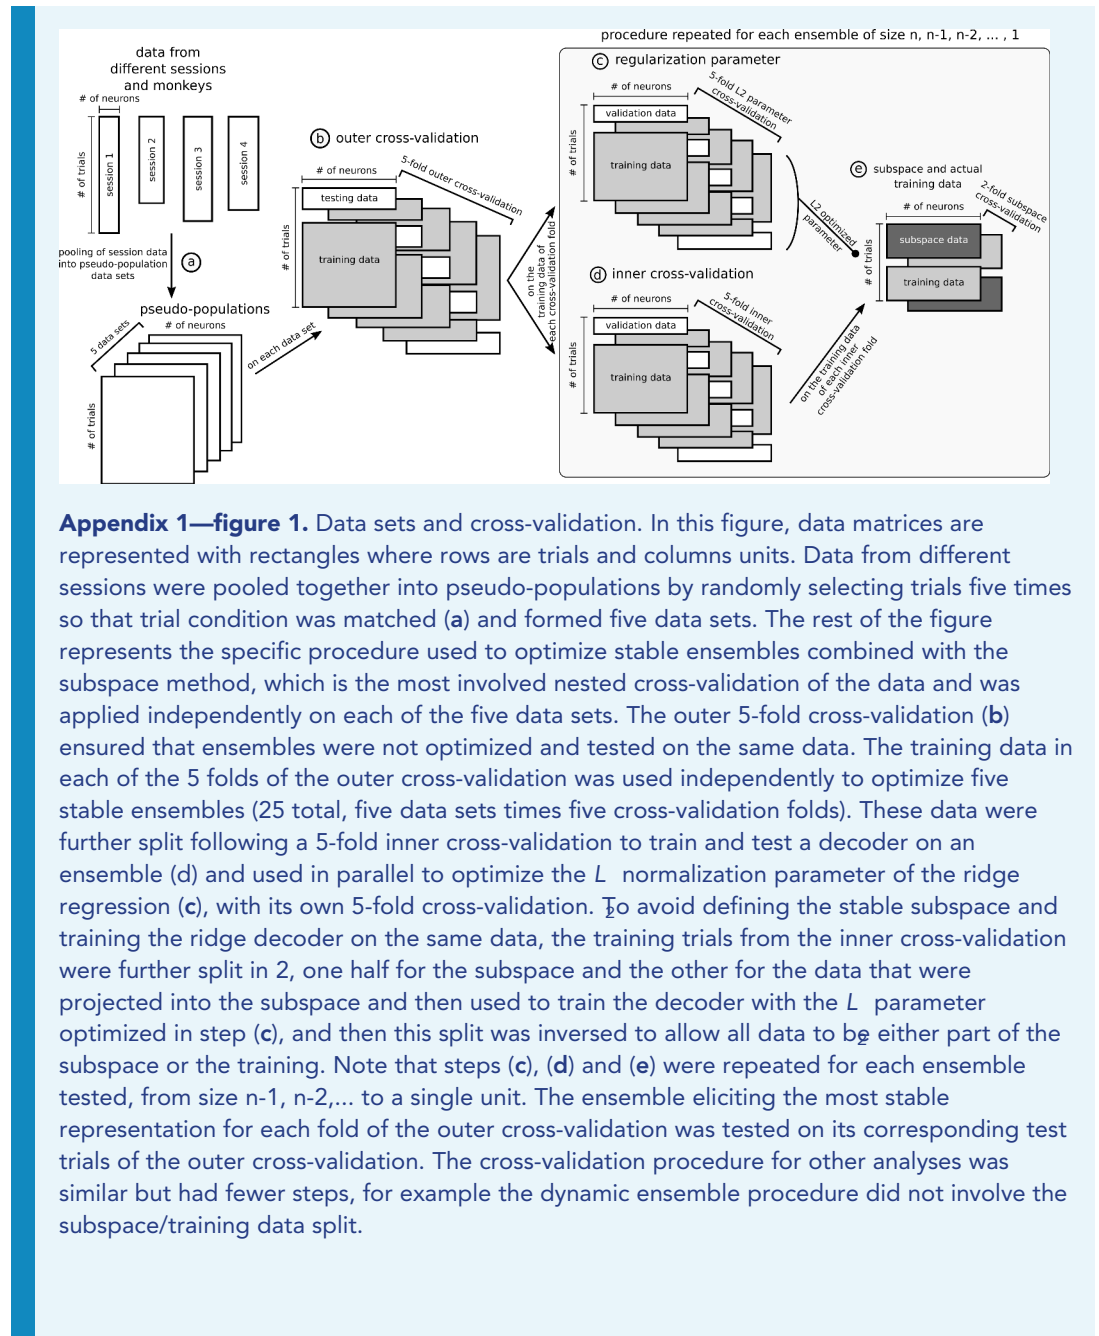 procedure repeated for each ensemble of size n, n-1, n-2, ... , 1
data from
different sessions
and monkeys
# of neurons
# of trials
session 1
session 2
session 3
session 4
pooling of session data
into pseudo-population
data sets
a
pseudo-populations
5 data sets
# of neurons
# of trials
on each data set
b outer cross-validation
# of neurons
5-fold outer cross-validation
# of trials
testing data
training data
on the
training data of
each cross-validation fold
c regularization parameter
# of neurons
5-fold L2 parameter
cross-validation
# of trials
validation data
training data
L2 optimized
parameter
d inner cross-validation
# of neurons
5-fold inner
cross-validation
# of trials
validation data
training data
on the training data
of each inner
cross-validation fold
e subspace and actual
training data
# of neurons
2-fold subspace
cross-validation
# of trials
subspace data
training data
Appendix 1—figure 1. Data sets and cross-validation. In this figure, data matrices are
represented with rectangles where rows are trials and columns units. Data from different
sessions were pooled together into pseudo-populations by randomly selecting trials five times
so that trial condition was matched (a) and formed five data sets. The rest of the figure
represents the specific procedure used to optimize stable ensembles combined with the
subspace method, which is the most involved nested cross-validation of the data and was
applied independently on each of the five data sets. The outer 5-fold cross-validation (b)
ensured that ensembles were not optimized and tested on the same data. The training data in
each of the 5 folds of the outer cross-validation was used independently to optimize five
stable ensembles (25 total, five data sets times five cross-validation folds). These data were
further split following a 5-fold inner cross-validation to train and test a decoder on an
ensemble (d) and used in parallel to optimize the L2 normalization parameter of the ridge
regression (c), with its own 5-fold cross-validation. To avoid defining the stable subspace and
training the ridge decoder on the same data, the training trials from the inner cross-validation
were further split in 2, one half for the subspace and the other for the data that were
projected into the subspace and then used to train the decoder with the L2 parameter
optimized in step (c), and then this split was inversed to allow all data to be either part of the
subspace or the training. Note that steps (c), (d) and (e) were repeated for each ensemble
tested, from size n-1, n-2,... to a single unit. The ensemble eliciting the most stable
representation for each fold of the outer cross-validation was tested on its corresponding test
trials of the outer cross-validation. The cross-validation procedure for other analyses was
similar but had fewer steps, for example the dynamic ensemble procedure did not involve the
subspace/training data split.